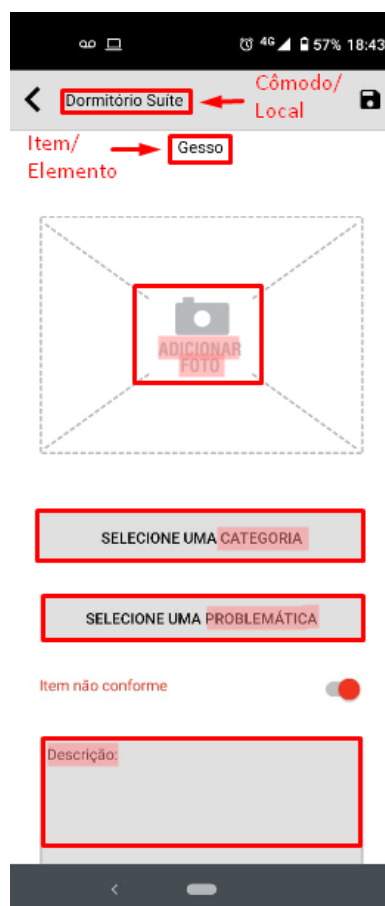 4G 57% 18:43
Dormitório Suíte
Cômodo/
Local
Item/
Elemento
Gesso
ADICIONAR
FOTO
SELECIONE UMA CATEGORIA
SELECIONE UMA PROBLEMÁTICA
Item não conforme
Descrição: